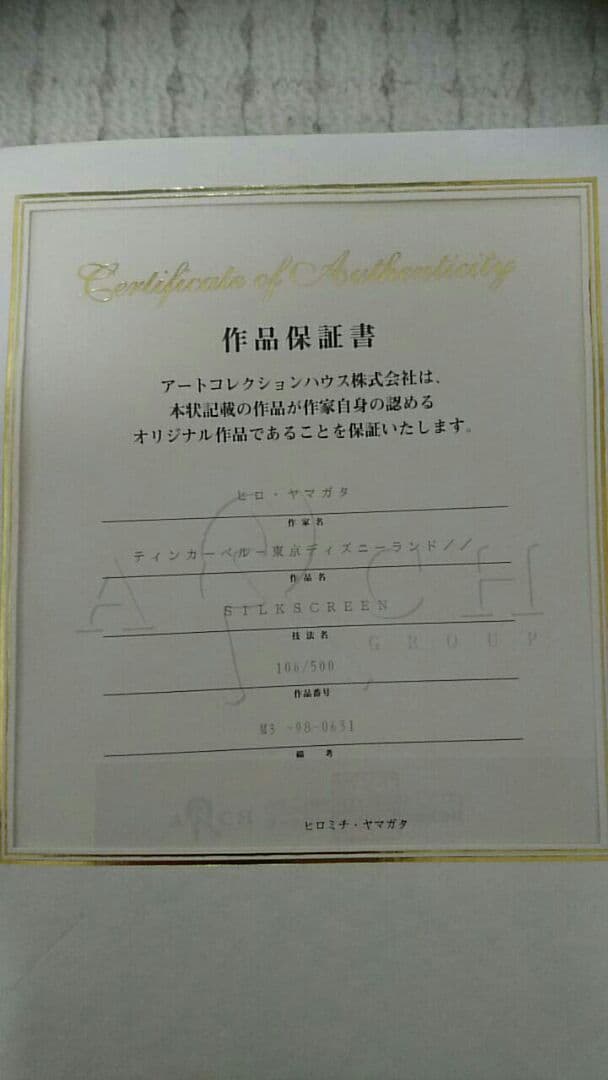 Certificate of Authenticity
作品保証書
アートコレクションハウス株式会社は、
本状記載の作品が作家自身の認める
オリジナル作品であることを保証いたします。
ヒロ・ヤマガタ
作家名
ティンカーベル－東京ディズニーランド／／
作品名
SILKSCREEN
技法名
106/500
作品番号
M3 -98-0631
備考
ヒロミチ・ヤマガタ
A CH
GROUP